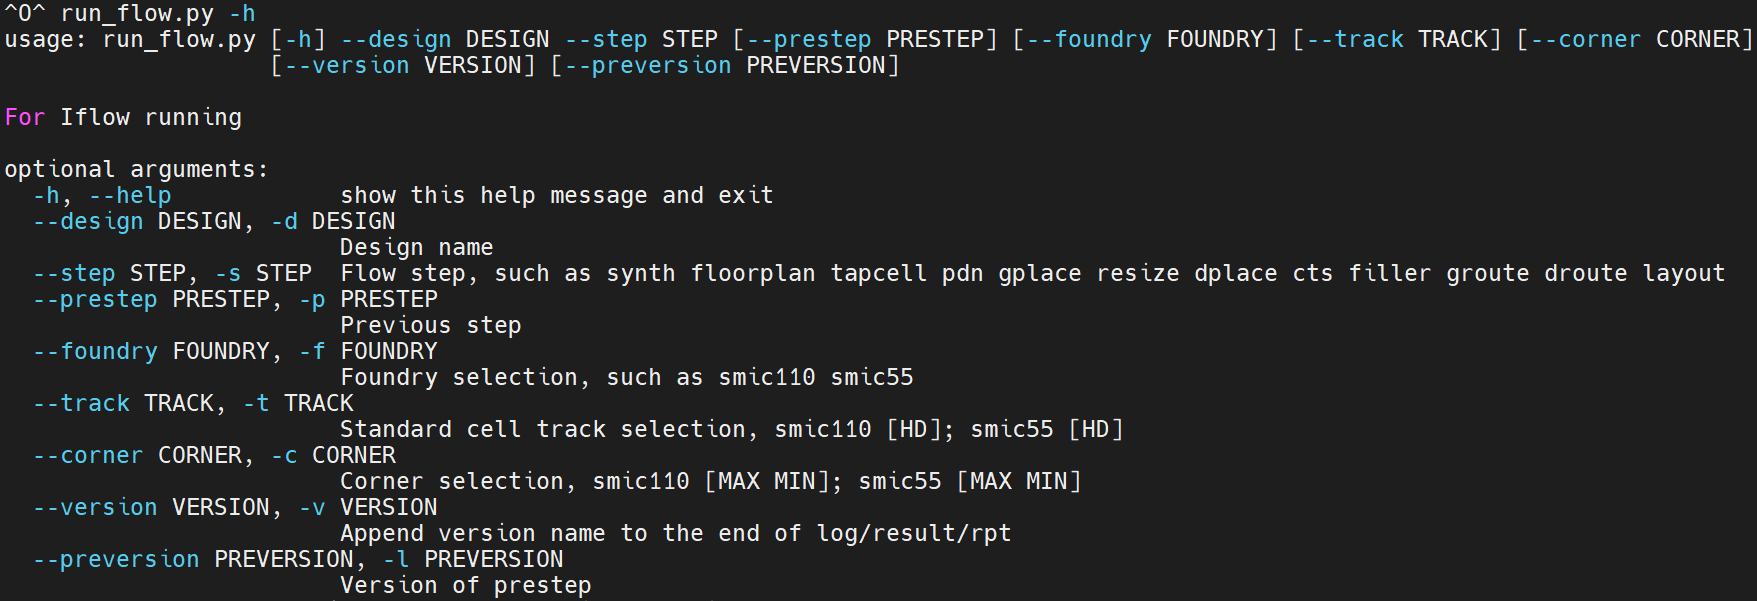 ^O^ run_flow.py -h
usage: run_flow.py [-h] --design DESIGN --step STEP [--prestep PRESTEP] [--foundry FOUNDRY] [--track TRACK] [--corner CORNER]
                   [--version VERSION] [--preversion PREVERSION]

For Iflow running

optional arguments:
  -h, --help            show this help message and exit
  --design DESIGN, -d DESIGN
                        Design name
  --step STEP, -s STEP  Flow step, such as synth floorplan tapcell pdn gplace resize dplace cts filler groute droute layout
  --prestep PRESTEP, -p PRESTEP
                        Previous step
  --foundry FOUNDRY, -f FOUNDRY
                        Foundry selection, such as smic110 smic55
  --track TRACK, -t TRACK
                        Standard cell track selection, smic110 [HD]; smic55 [HD]
  --corner CORNER, -c CORNER
                        Corner selection, smic110 [MAX MIN]; smic55 [MAX MIN]
  --version VERSION, -v VERSION
                        Append version name to the end of log/result/rpt
  --preversion PREVERSION, -l PREVERSION
                        Version of prestep